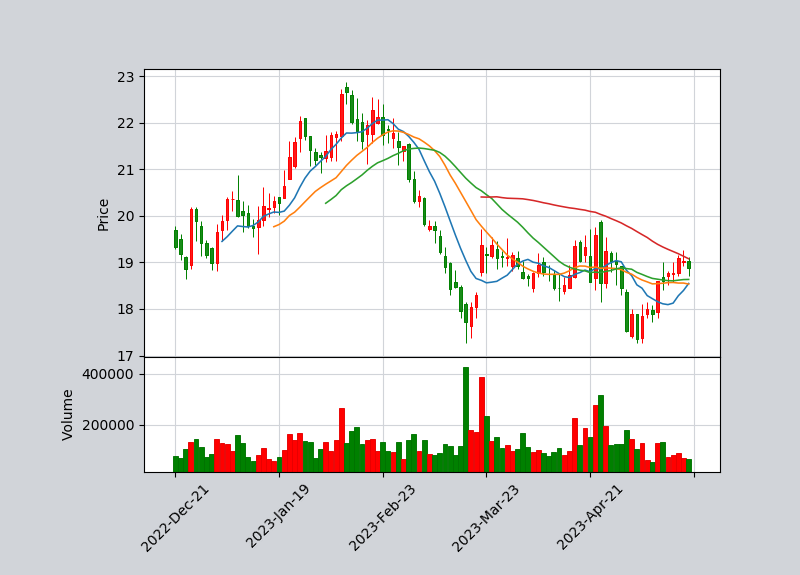 23
22
21
20
19
18
17
Price
400000
200000
Volume
2022-Dec-21
2023-Jan-19
2023-Feb-23
2023-Mar-23
2023-Apr-21